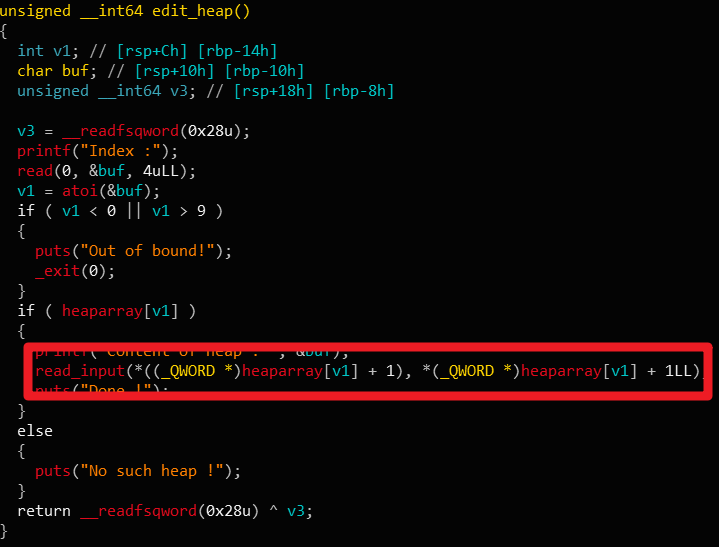 unsigned __int64 edit_heap()
{
  int v1; // [rsp+Ch] [rbp-14h]
  char buf; // [rsp+10h] [rbp-10h]
  unsigned __int64 v3; // [rsp+18h] [rbp-8h]

  v3 = __readfsqword(0x28u);
  printf("Index :");
  read(0, &buf, 4uLL);
  v1 = atoi(&buf);
  if ( v1 < 0 || v1 > 9 )
  {
    puts("Out of bound!");
    _exit(0);
  }
  if ( heaparray[v1] )
  {
    printf("Content of heap : ", &buf);
    read_input(*((_QWORD *)heaparray[v1] + 1), *(_QWORD *)heaparray[v1] + 1LL)
    puts("Done !");
  }
  else
  {
    puts("No such heap !");
  }
  return __readfsqword(0x28u) ^ v3;
}